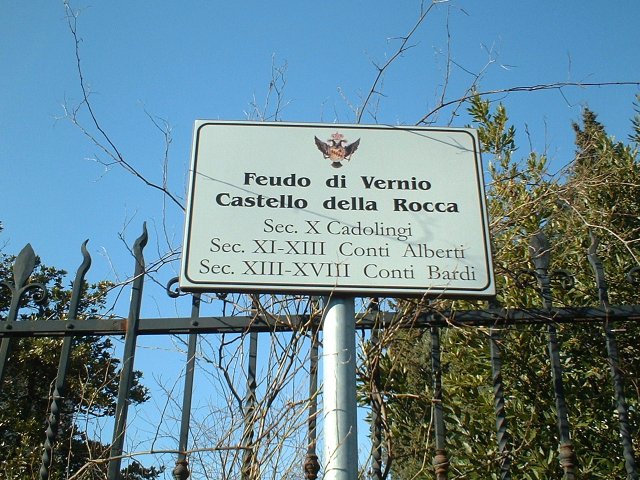 Feudo di Vernio
Castello della Rocca
Sec. X Cadolingi
Sec. XI-XIII Conti Alberti
Sec. XIII-XVIII Conti Bardi